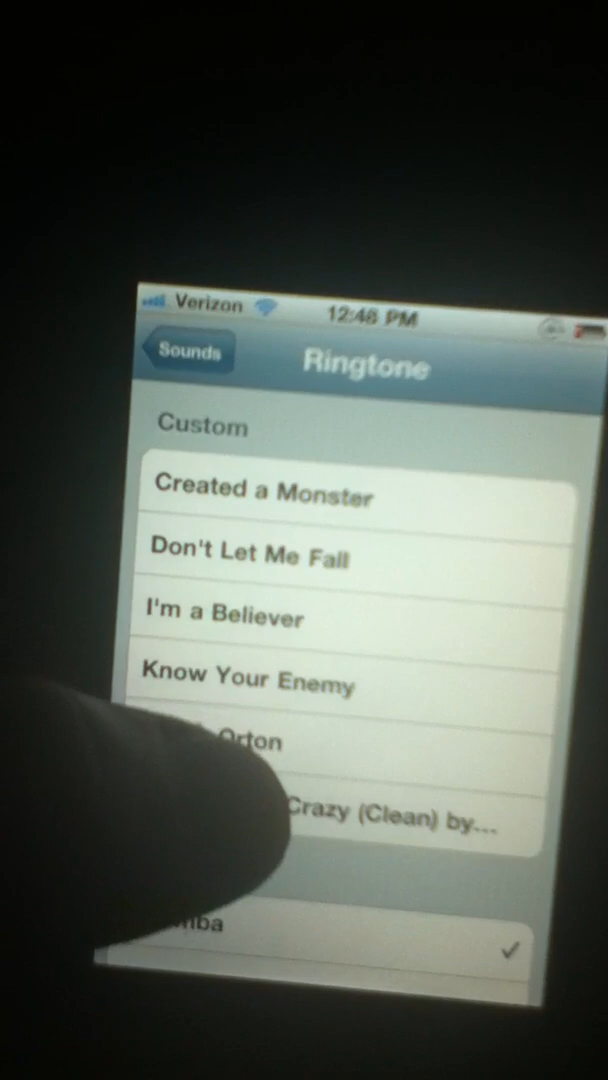 Verizon 12:48 PM
Sounds Ringtone
Custom
Created a Monster
Don't Let Me Fall
I'm a Believer
Know Your Enemy
Orton
Crazy (Clean) by...